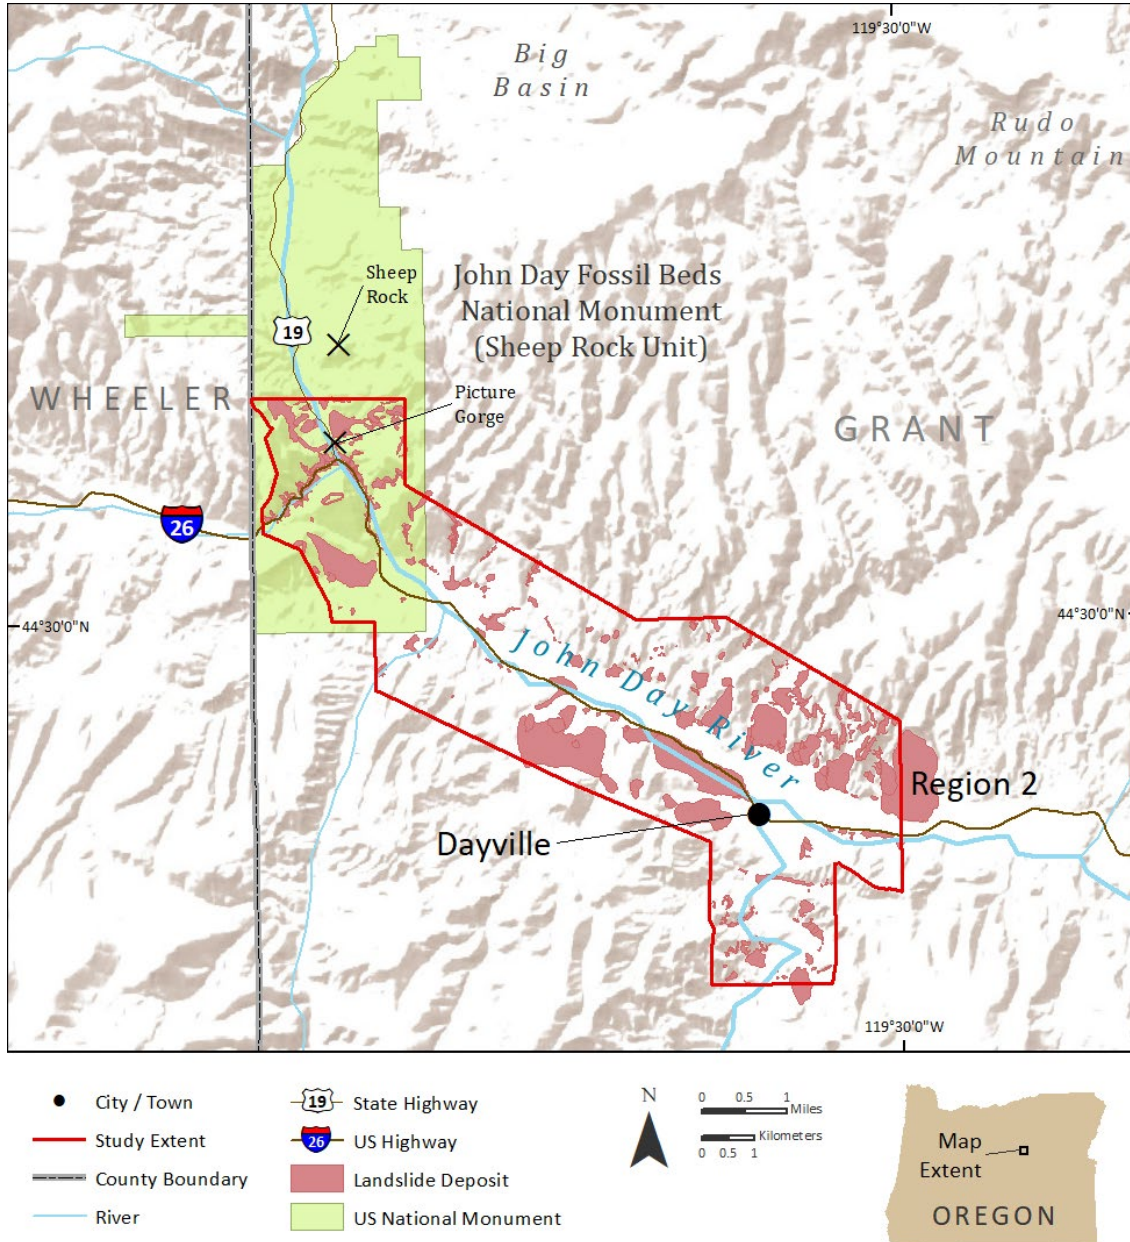 119°30'0"W
Big
Basin
Rudo
Mountain
Sheep
Rock
John Day Fossil Beds
National Monument
(Sheep Rock Unit)
19
WHEELER
Picture
Gorge
GRANT
26
44°30'0"N
44°30'0"N
John Day River
Region 2
Dayville
119°30'0"W
City / Town
Study Extent
County Boundary
River
19 State Highway
26 US Highway
Landslide Deposit
US National Monument
N
0 0.5 1
Miles
Kilometers
0 0.5 1
Map
Extent
OREGON